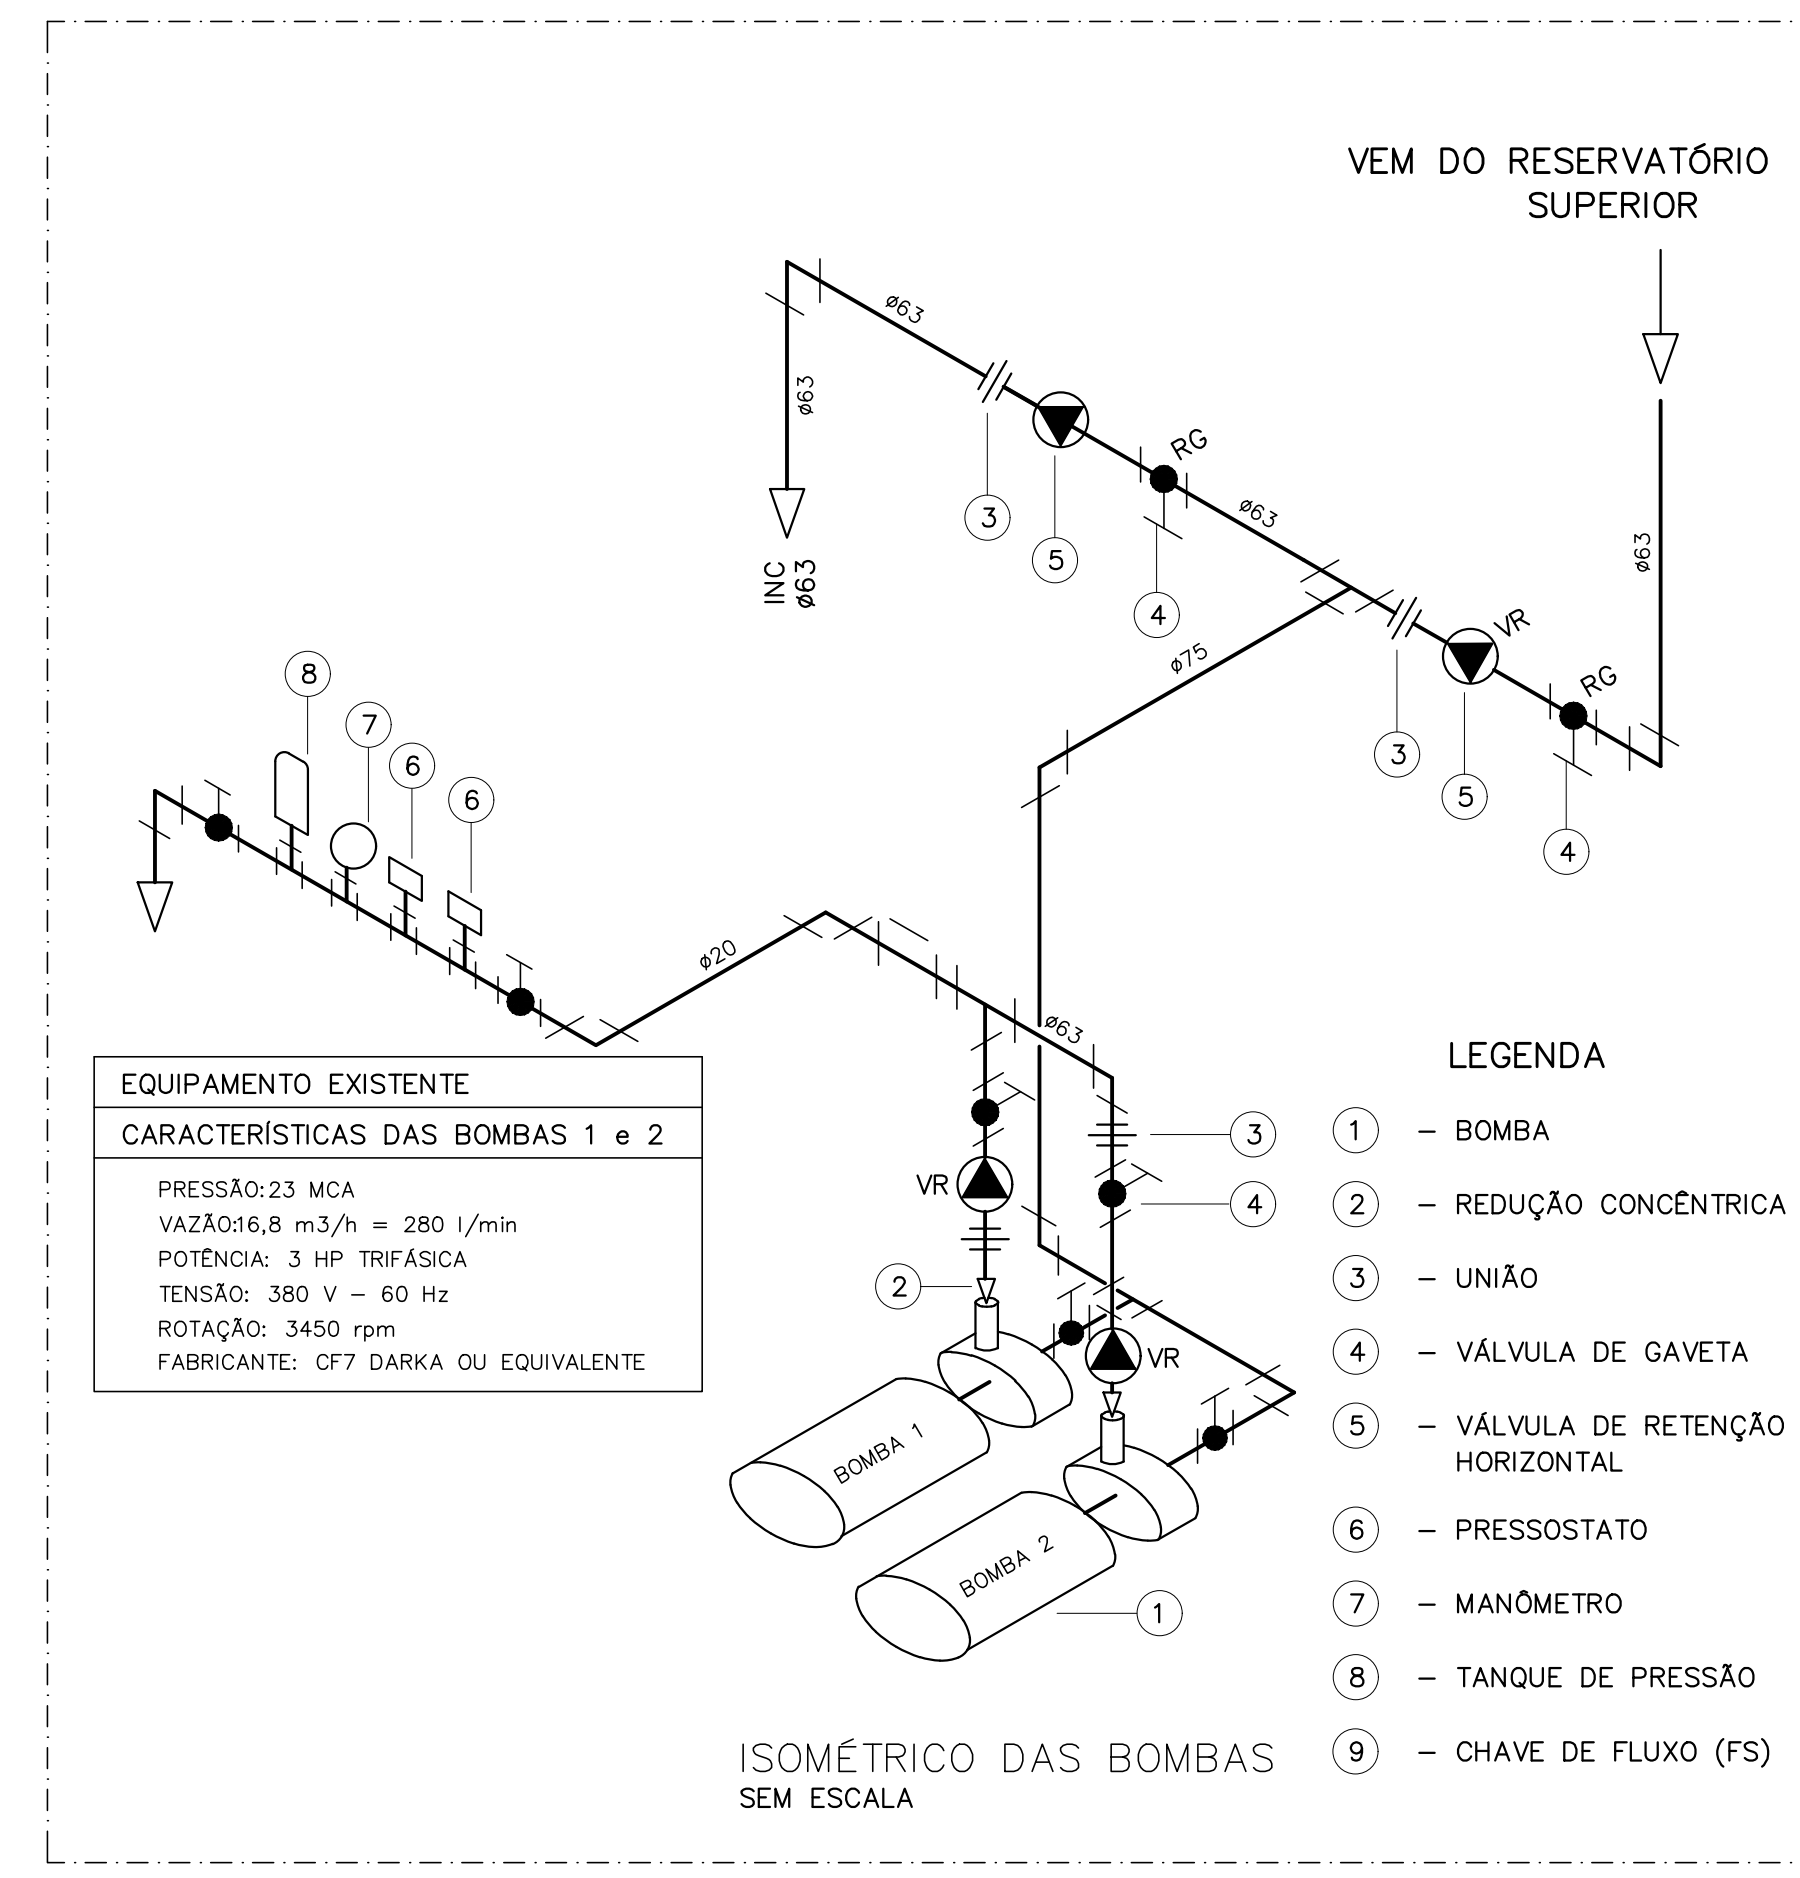 VEM DO RESERVATÓRIO
SUPERIOR
ø63
ø63
INC
ø63
RG
ø63
ø63
VR
RG
ø75
3
5
4
3
5
4
8
7
6
6
ø20
ø63
EQUIPAMENTO EXISTENTE
CARACTERÍSTICAS DAS BOMBAS 1 e 2
PRESSÃO:23 MCA
VAZÃO:16,8 m3/h = 280 l/min
POTÊNCIA: 3 HP TRIFÁSICA
TENSÃO: 380 V – 60 Hz
ROTAÇÃO: 3450 rpm
FABRICANTE: CF7 DARKA OU EQUIVALENTE
VR
3
4
2
VR
BOMBA 1
BOMBA 2
1
LEGENDA
1 – BOMBA
2 – REDUÇÃO CONCÊNTRICA
3 – UNIÃO
4 – VÁLVULA DE GAVETA
5 – VÁLVULA DE RETENÇÃO
HORIZONTAL
6 – PRESSOSTATO
7 – MANÔMETRO
8 – TANQUE DE PRESSÃO
9 – CHAVE DE FLUXO (FS)
ISOMÉTRICO DAS BOMBAS
SEM ESCALA